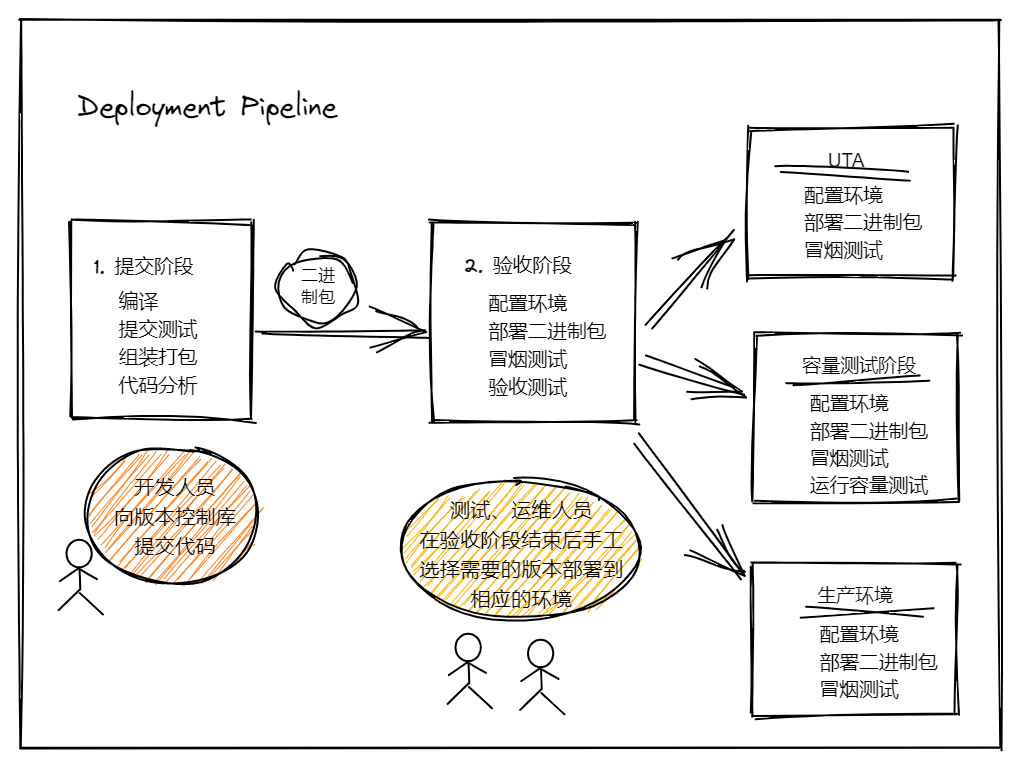 Deployment Pipeline
1. 提交阶段
编译
提交测试
组装打包
代码分析
二进
制包
2. 验收阶段
配置环境
部署二进制包
冒烟测试
验收测试
UTA
配置环境
部署二进制包
冒烟测试
容量测试阶段
配置环境
部署二进制包
冒烟测试
运行容量测试
生产环境
配置环境
部署二进制包
冒烟测试
开发人员
向版本控制库
提交代码
测试、运维人员
在验收阶段结束后手工
选择需要的版本部署到
相应的环境